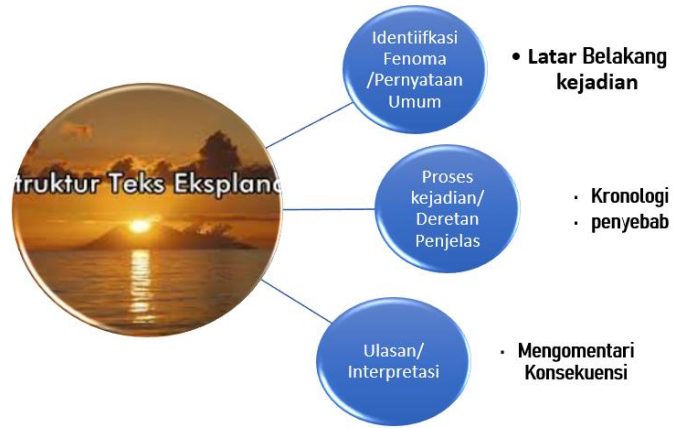 truktur Teks Eksplana
Identiifkasi
Fenoma
/Pernyataan
Umum
• Latar Belakang
kejadian
Proses
kejadian/
Deretan
Penjelas
· Kronologi
· penyebab
Ulasan/
Interpretasi
· Mengomentari
Konsekuensi